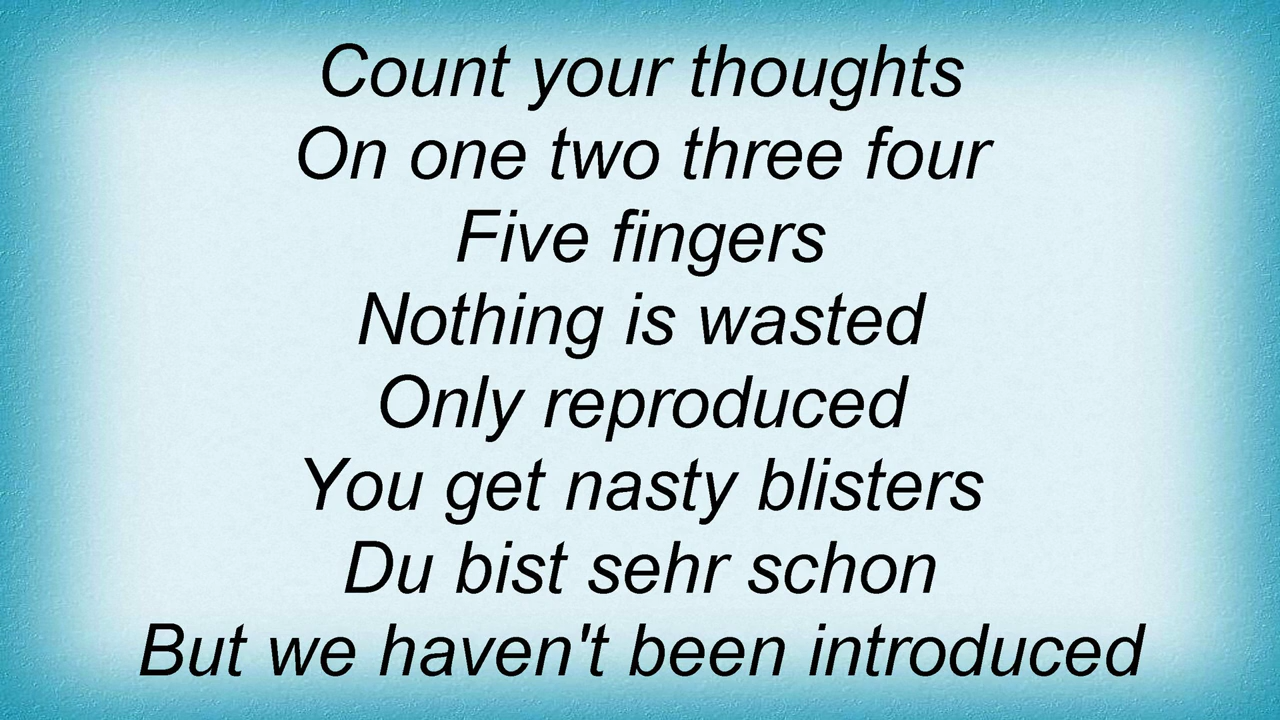 Count your thoughts
On one two three four
Five fingers
Nothing is wasted
Only reproduced
You get nasty blisters
Du bist sehr schon
But we haven't been introduced